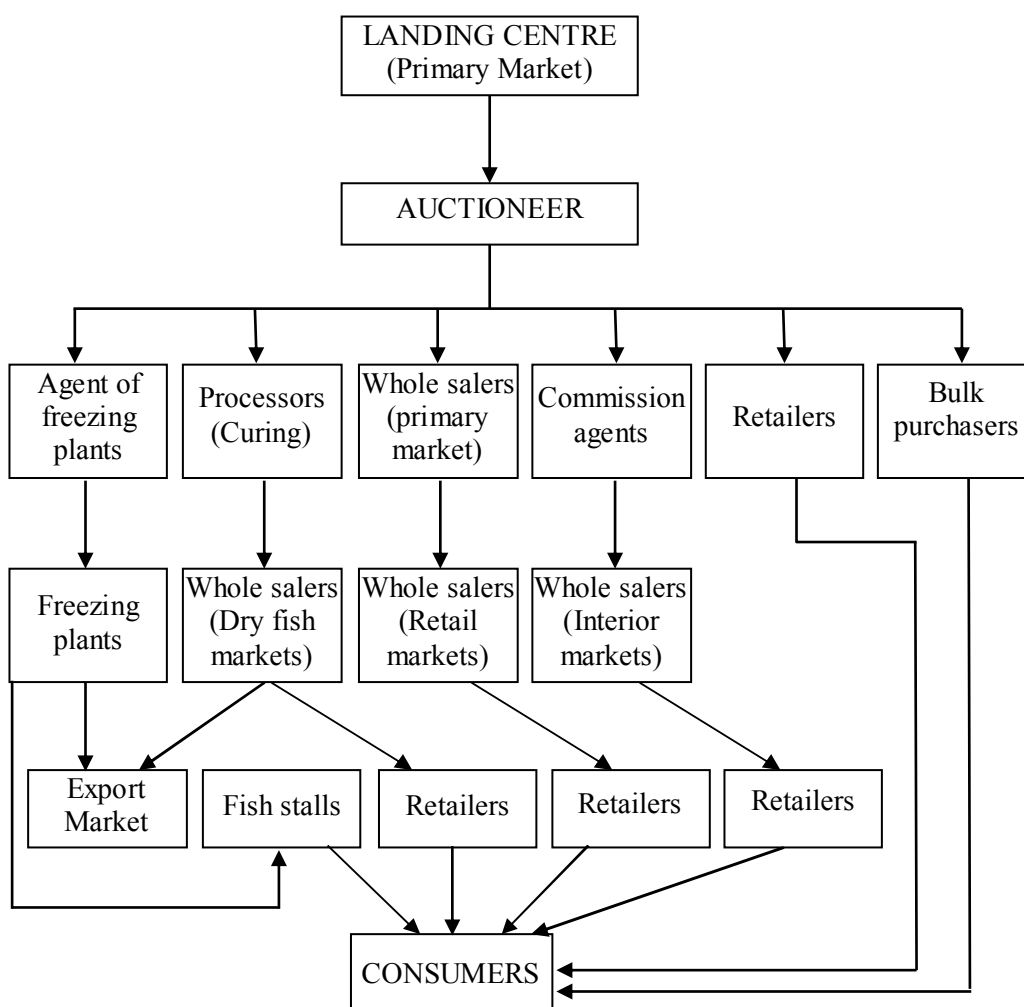 LANDING CENTRE
(Primary Market)
AUCTIONEER
Agent of
freezing
plants
Processors
(Curing)
Whole salers
(primary
market)
Commission
agents
Retailers
Bulk
purchasers
Freezing
plants
Whole salers
(Dry fish
markets)
Whole salers
(Retail
markets)
Whole salers
(Interior
markets)
Export
Market
Fish stalls
Retailers
Retailers
Retailers
CONSUMERS